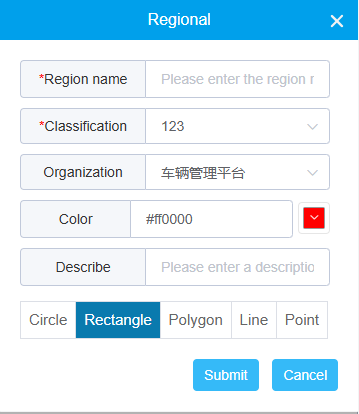 Regional
*Region name Please enter the region r
*Classification 123
Organization 车辆管理平台
Color #ff0000
Describe Please enter a descriptio
Circle Rectangle Polygon Line Point
Submit Cancel